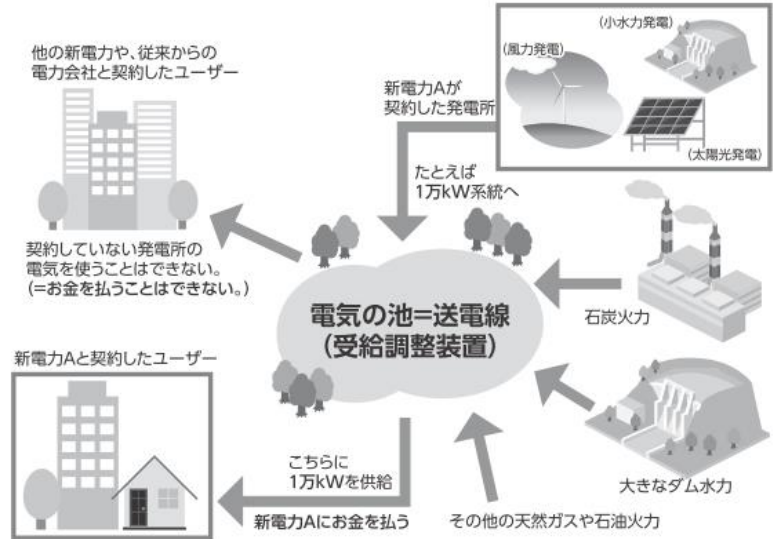 他の新電力や、従来からの
電力会社と契約したユーザー
(小水力発電)
(風力発電)
新電力Aが
契約した発電所
(太陽光発電)
たとえば
1万kW系統へ
契約していない発電所の
電気を使うことはできない。
(=お金を払うことはできない。)
電気の池=送電線
(受給調整装置)
石炭火力
新電力Aと契約したユーザー
こちらに
1万kWを供給
大きなダム水力
新電力Aにお金を払う
その他の天然ガスや石油火力